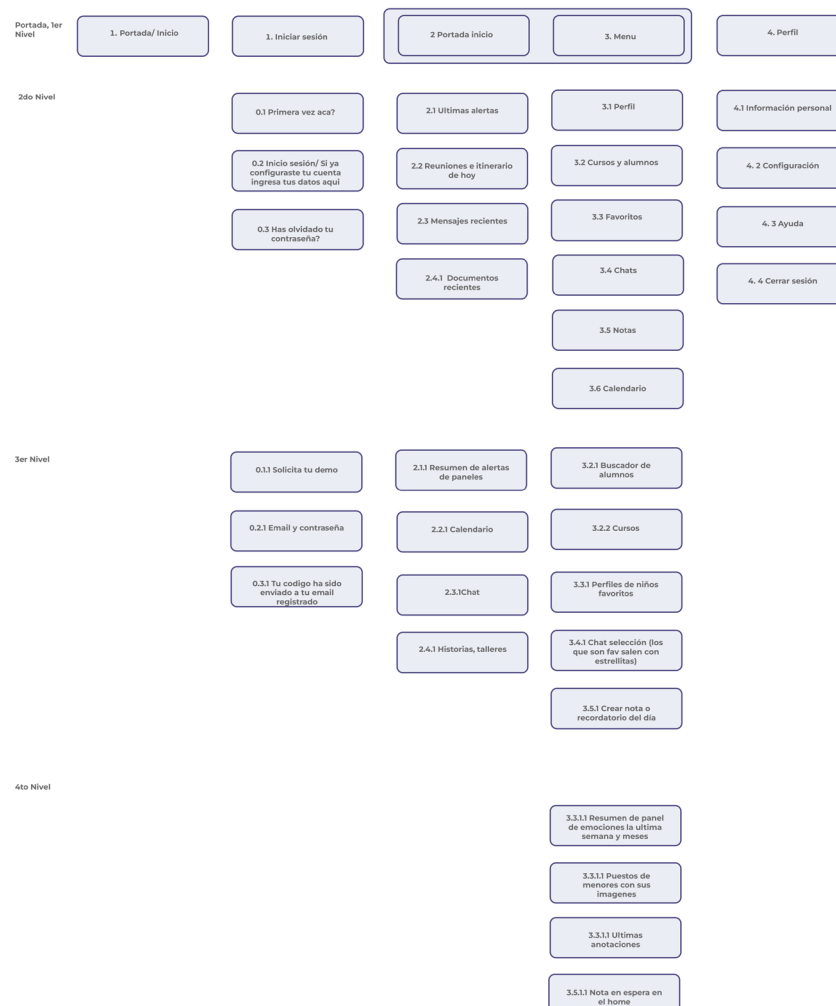 Portada, 1er
Nivel
1. Portada/ Inicio
1. Iniciar sesión
2 Portada inicio
3. Menu
4. Perfil
2do Nivel
0.1 Primera vez aca?
2.1 Ultimas alertas
3.1 Perfil
4.1 Información personal
0.2 Inicio sesión/ Si ya
configuraste tu cuenta
ingresa tus datos aqui
2.2 Reuniones e itinerario
de hoy
3.2 Cursos y alumnos
4. 2 Configuración
0.3 Has olvidado tu
contraseña?
2.3 Mensajes recientes
3.3 Favoritos
4. 3 Ayuda
2.4.1 Documentos
recientes
3.4 Chats
4. 4 Cerrar sesión
3.5 Notas
3.6 Calendario
3er Nivel
0.1.1 Solicita tu demo
2.1.1 Resumen de alertas
de paneles
3.2.1 Buscador de
alumnos
0.2.1 Email y contraseña
2.2.1 Calendario
3.2.2 Cursos
0.3.1 Tu codigo ha sido
enviado a tu email
registrado
2.3.1Chat
3.3.1 Perfiles de niños
favoritos
2.4.1 Historias, talleres
3.4.1 Chat selección (los
que son fav salen con
estrellitas)
3.5.1 Crear nota o
recordatorio del día
4to Nivel
3.3.1.1 Resumen de panel
de emociones la ultima
semana y meses
3.3.1.1 Puestos de
menores con sus
imagenes
3.3.1.1 Ultimas
anotaciones
3.5.1.1 Nota en espera en
el home